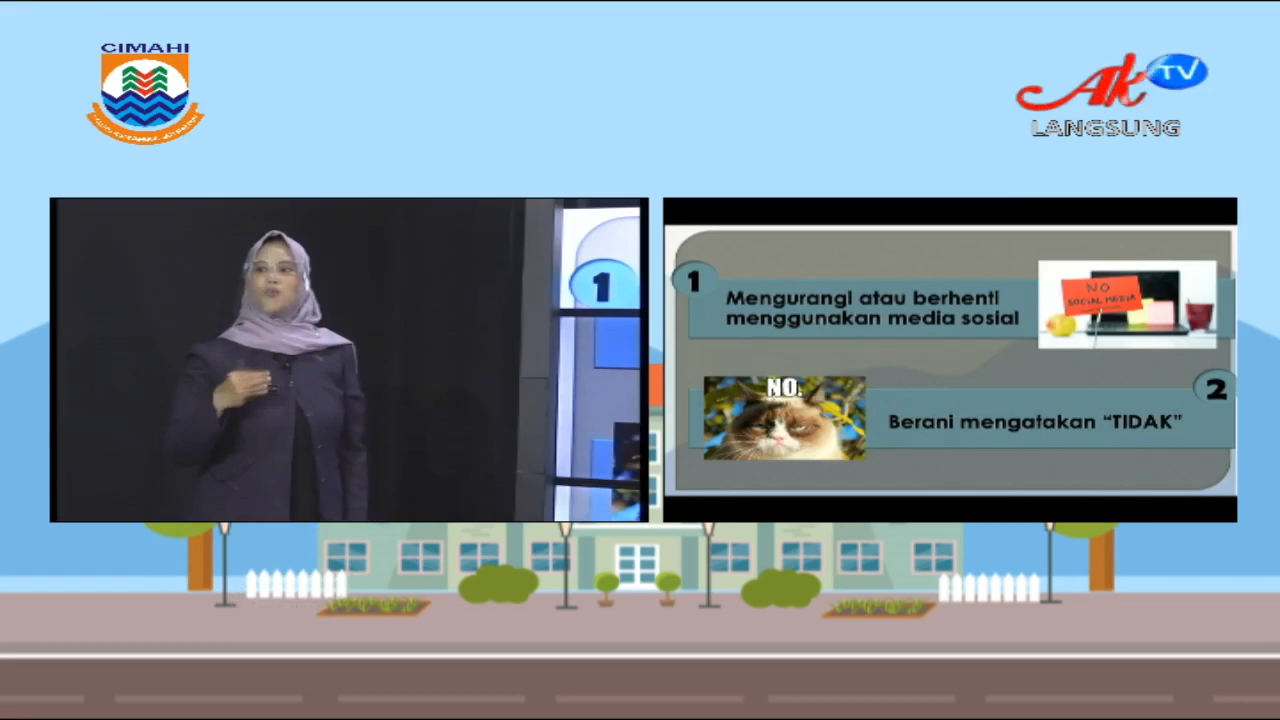 CIMAHI
Ak TV
LANGSUNG
1
1
Mengurangi atau berhenti
menggunakan media sosial
NO
SOCIAL MEDIA
NO.
2
Berani mengatakan “TIDAK”